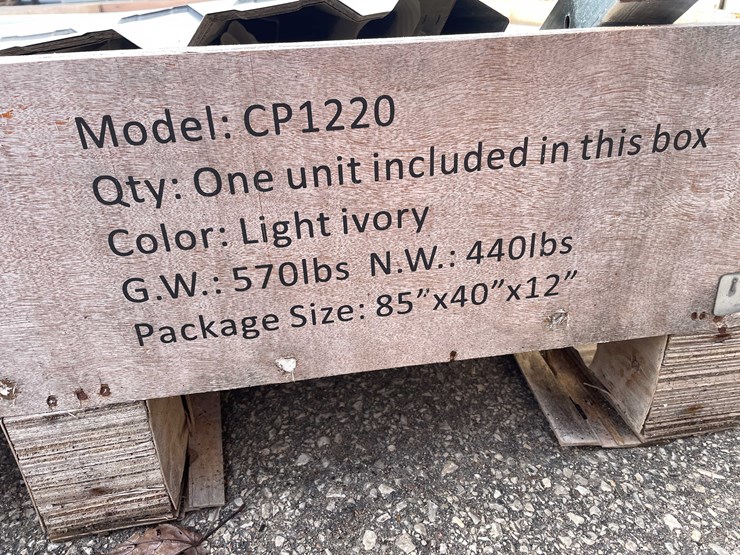 Model: CP1220
Qty: One unit included in this box
Color: Light ivory
G.W.: 570lbs N.W.: 440lbs
Package Size: 85”x40”x12”